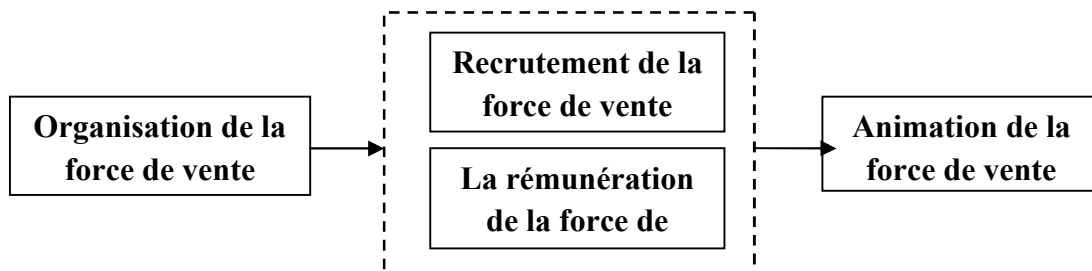 Organisation de la
force de vente
Recrutement de la
force de vente
La rémunération
de la force de
Animation de la
force de vente